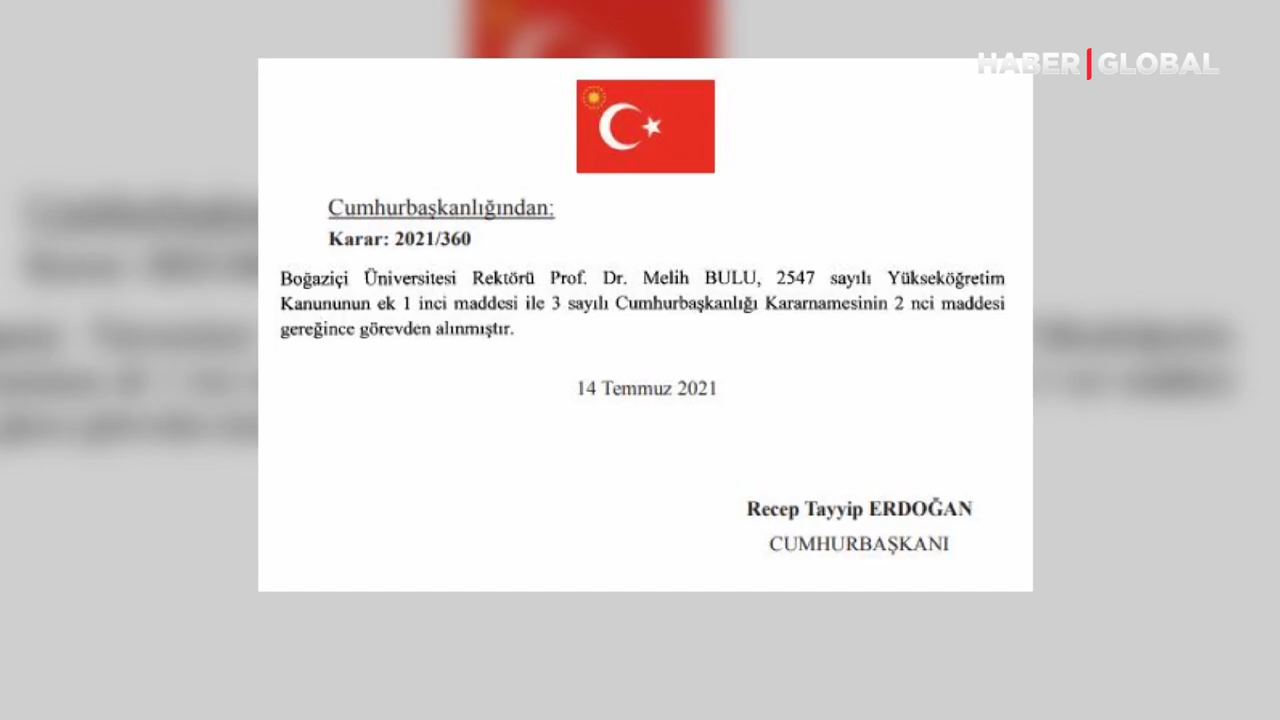 HABER GLOBAL
Cumhurbaşkanlığından:
Karar: 2021/360
Boğaziçi Üniversitesi Rektörü Prof. Dr. Melih BULU, 2547 sayılı Yükseköğretim
Kanununun ek 1 inci maddesi ile 3 sayılı Cumhurbaşkanlığı Kararnamesinin 2 nci maddesi
gereğince görevden alınmıştır.
14 Temmuz 2021
Recep Tayyip ERDOĞAN
CUMHURBAŞKANI